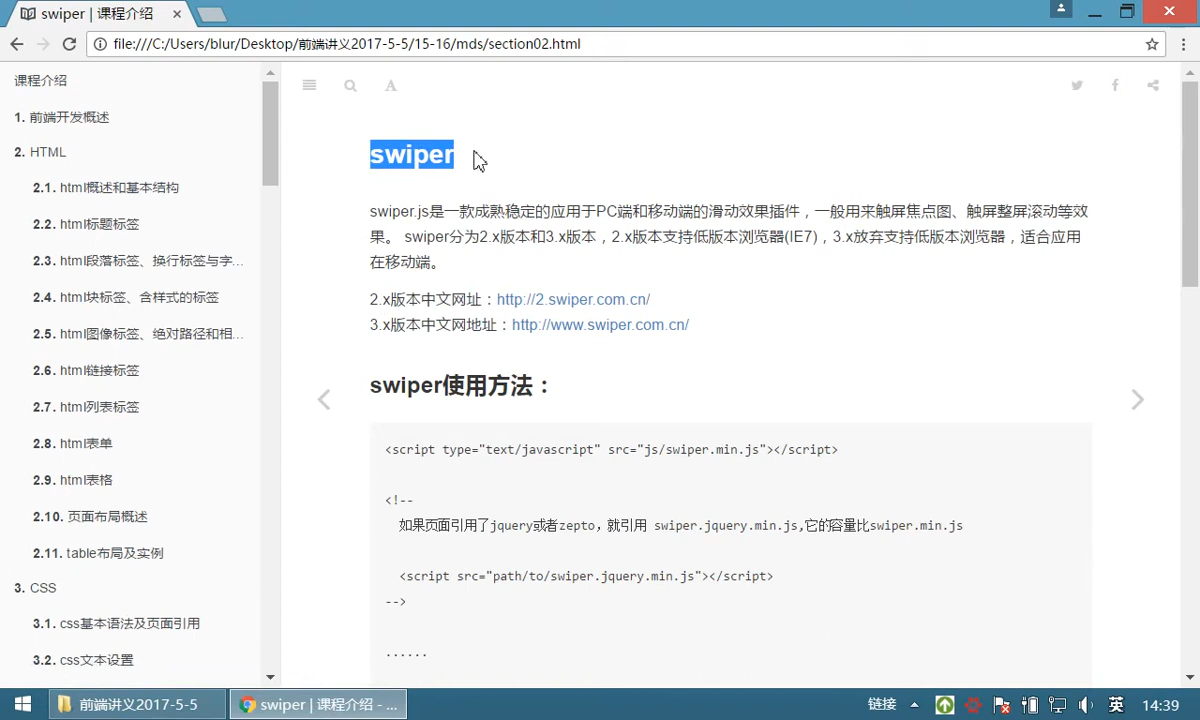 swiper | 课程介绍
file:///C:/Users/blur/Desktop/前端讲义2017-5-5/15-16/mds/section02.html
课程介绍
1. 前端开发概述
2. HTML
2.1. html概述和基本结构
2.2. html标题标签
2.3. html段落标签、换行标签与字...
2.4. html块标签、含样式的标签
2.5. html图像标签、绝对路径和相...
2.6. html链接标签
2.7. html列表标签
2.8. html表单
2.9. html表格
2.10. 页面布局概述
2.11. table布局及实例
3. CSS
3.1. css基本语法及页面引用
3.2. css文本设置
A
swiper
swiper.js是一款成熟稳定的应用于PC端和移动端的滑动效果插件，一般用来触屏焦点图、触屏整屏滚动等效
果。 swiper分为2.x版本和3.x版本，2.x版本支持低版本浏览器(IE7)，3.x放弃支持低版本浏览器，适合应用
在移动端。
2.x版本中文网址：http://2.swiper.com.cn/
3.x版本中文网地址：http://www.swiper.com.cn/
swiper使用方法：
<script type="text/javascript" src="js/swiper.min.js"></script>
<!--
如果页面引用了jquery或者zepto，就引用 swiper.jquery.min.js,它的容量比swiper.min.js
<script src="path/to/swiper.jquery.min.js"></script>
-->
......
前端讲义2017-5-5
swiper | 课程介绍 - ...
链接
英
14:39